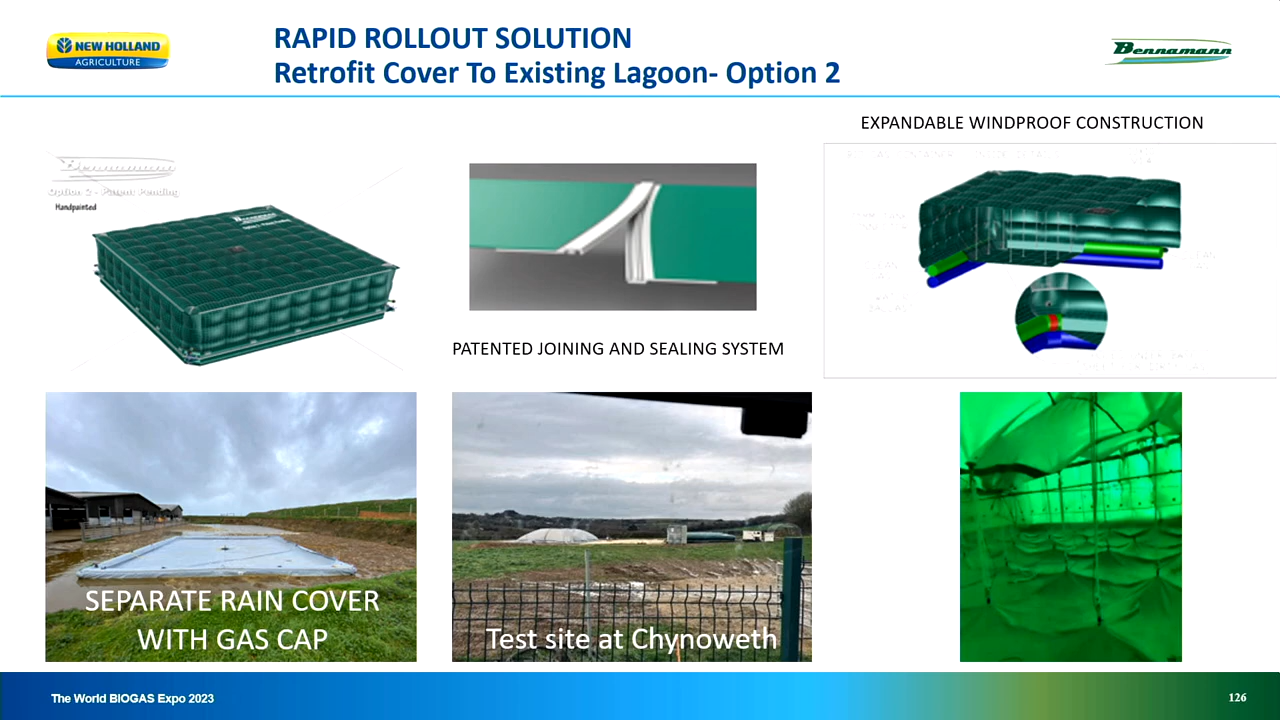 NEW HOLLAND
AGRICULTURE
RAPID ROLLOUT SOLUTION
Retrofit Cover To Existing Lagoon- Option 2
Bennamann
EXPANDABLE WINDPROOF CONSTRUCTION
Bennamann
Option 2 - Patent Pending
Handpainted
PATENTED JOINING AND SEALING SYSTEM
SEPARATE RAIN COVER
WITH GAS CAP
Test site at Chynoweth
The World BIOGAS Expo 2023
126